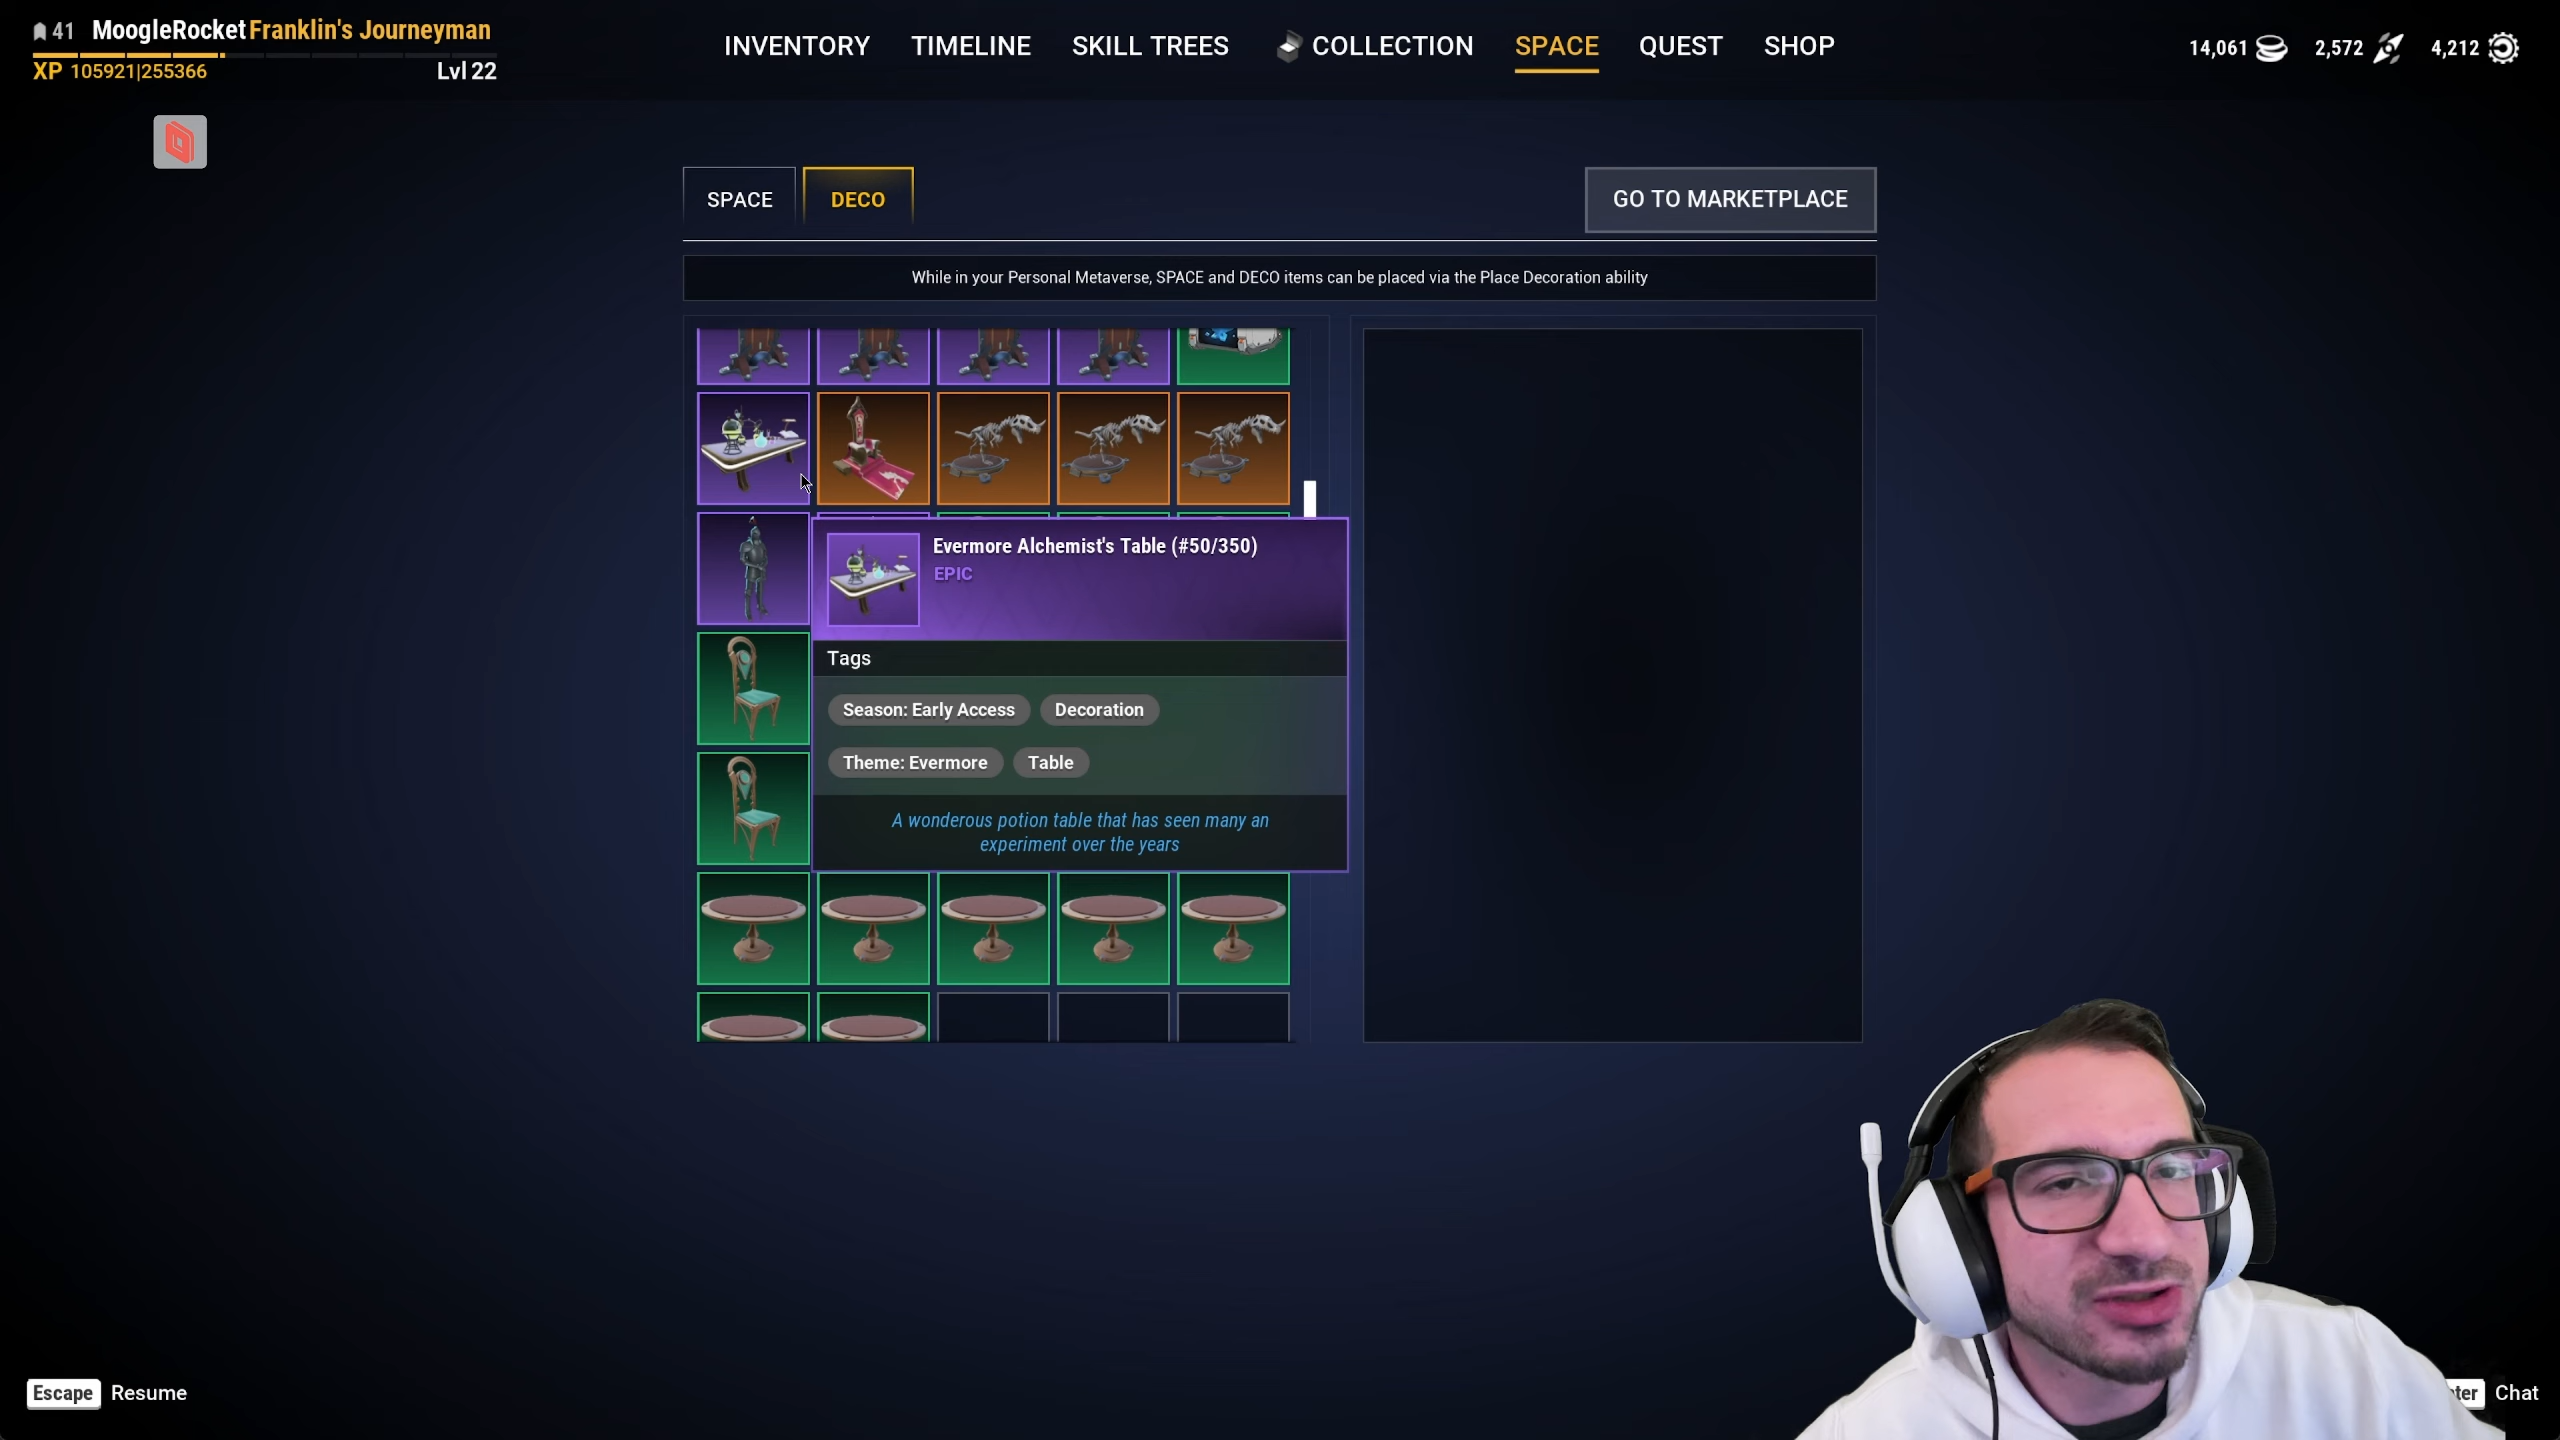 41 MoogleRocket Franklin's Journeyman
XP 105921|255366 Lvl 22
INVENTORY TIMELINE SKILL TREES COLLECTION SPACE QUEST SHOP
14,061 2,572 4,212
SPACE DECO GO TO MARKETPLACE
While in your Personal Metaverse, SPACE and DECO items can be placed via the Place Decoration ability
Evermore Alchemist's Table (#50/350)
EPIC
Tags
Season: Early Access Decoration
Theme: Evermore Table
A wonderous potion table that has seen many an
experiment over the years
Escape Resume
Chat